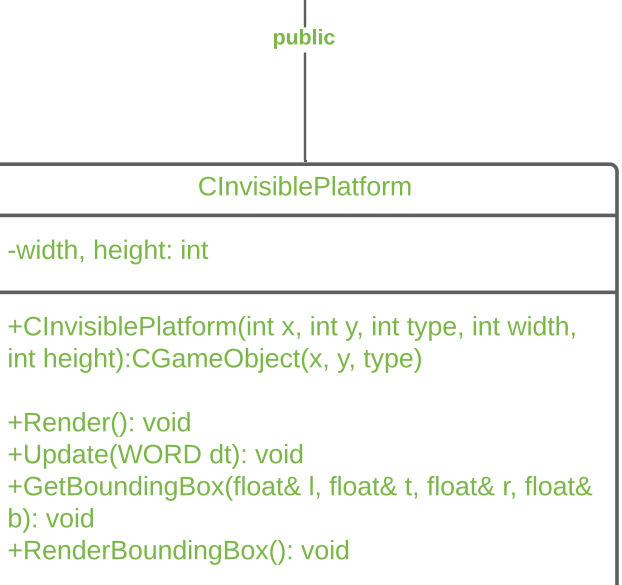 public
CInvisiblePlatform
-width, height: int
+CInvisiblePlatform(int x, int y, int type, int width,
int height):CGameObject(x, y, type)
+Render(): void
+Update(WORD dt): void
+GetBoundingBox(float& l, float& t, float& r, float&
b): void
+RenderBoundingBox(): void